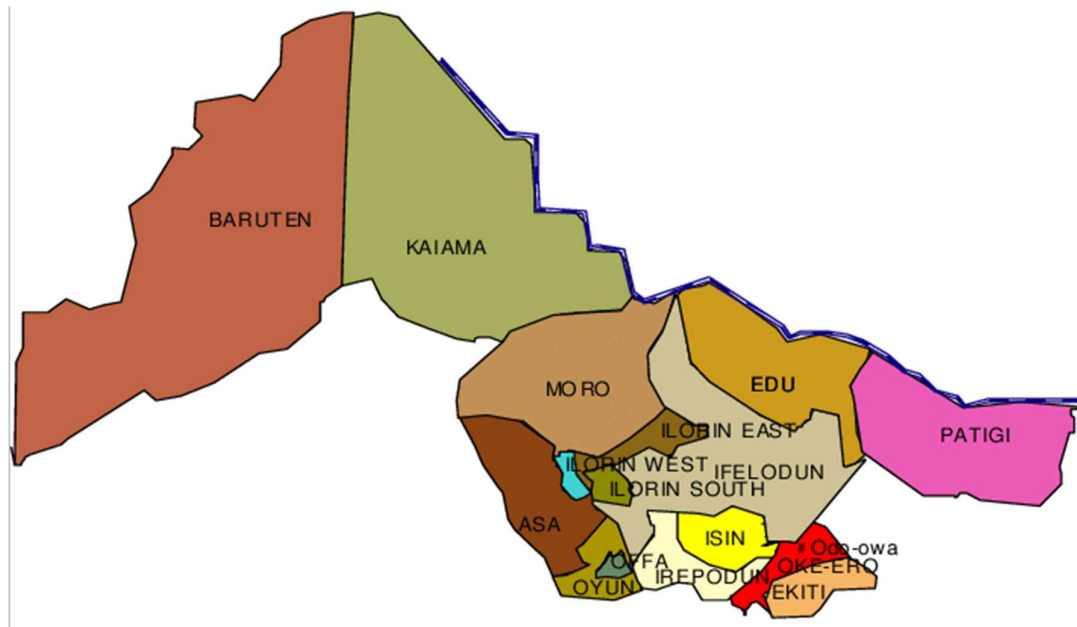 BARUTEN
KAIAMA
MORO
EDU
ILORIN EAST
PATIGI
ILORIN WEST
IFELODUN
ILORIN SOUTH
ASA
ISIN
# Odo-owa
OFFA
OKE-ERO
IREPODUN
OYUN
EKITI